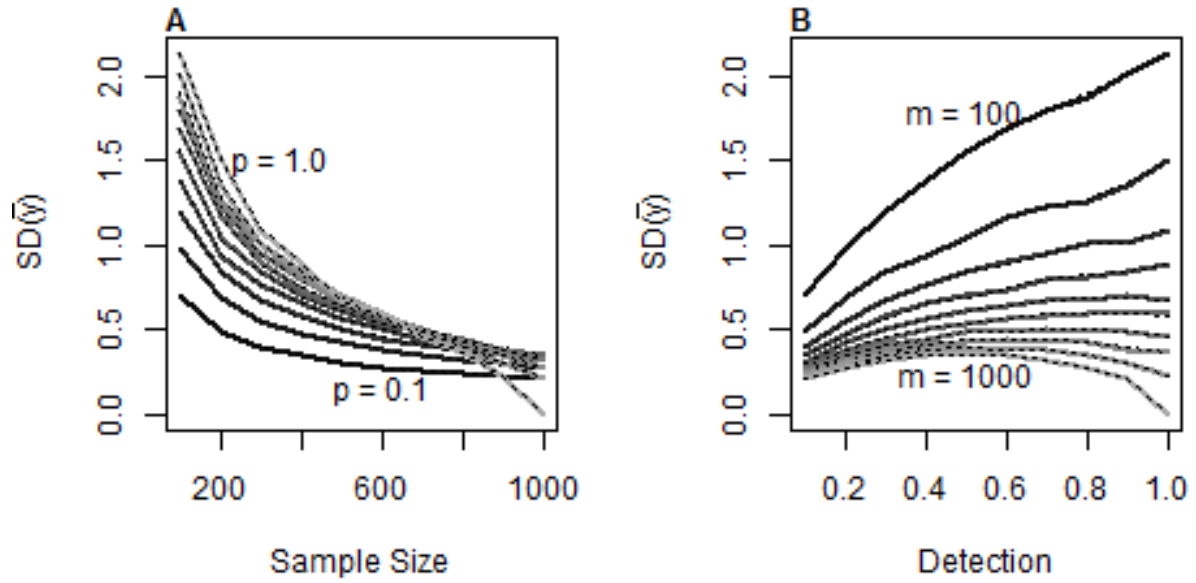 A
SD(ȳ)
2.0
1.5
1.0
0.5
0.0
p = 1.0
p = 0.1
200
600
1000
Sample Size
B
SD(ȳ)
2.0
1.5
1.0
0.5
0.0
m = 100
m = 1000
0.2
0.4
0.6
0.8
1.0
Detection